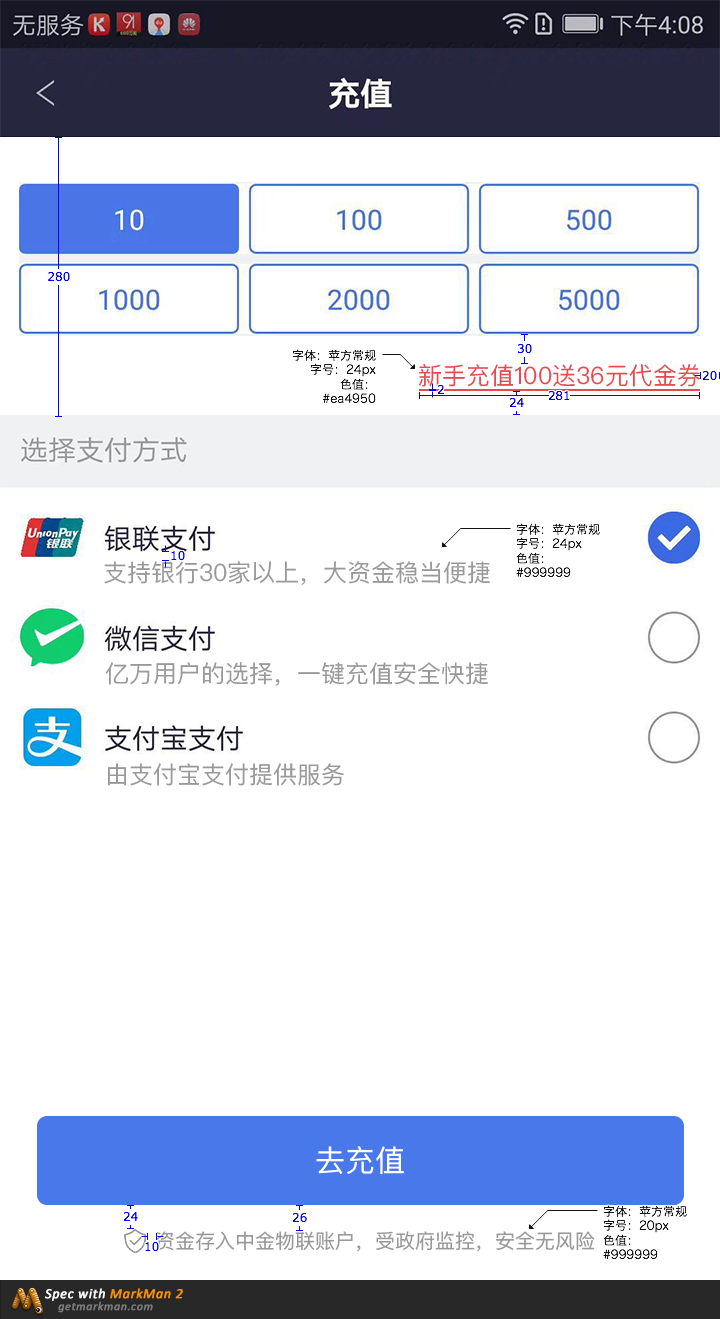 无服务
下午4:08
充值
10
100
500
280
1000
2000
5000
30
字体：苹方常规
字号：24px
色值：
#ea4950
新手充值100送36元代金券
20
2
281
24
选择支付方式
UnionPay
银联
银联支付
10
支持银行30家以上，大资金稳当便捷
字体：苹方常规
字号：24px
色值：
#999999
微信支付
亿万用户的选择，一键充值安全快捷
支
支付宝支付
由支付宝支付提供服务
去充值
24
26
字体：苹方常规
字号：20px
色值：
#999999
10
资金存入中金物联账户，受政府监控，安全无风险
Spec with MarkMan 2
getmarkman.com